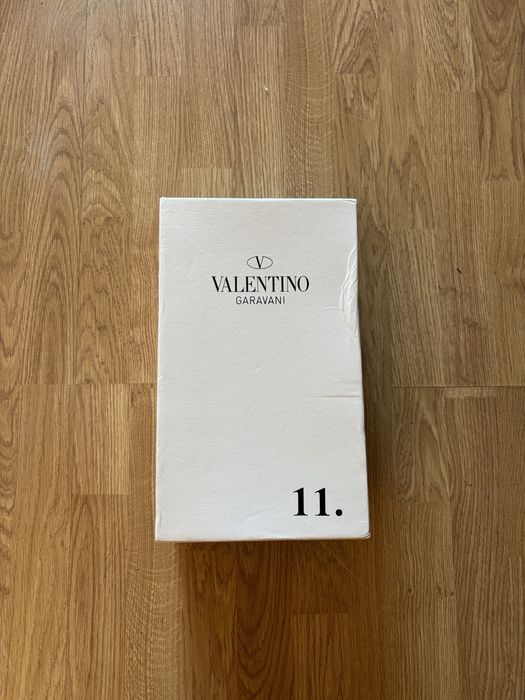 V
VALENTINO
GARAVANI
11.